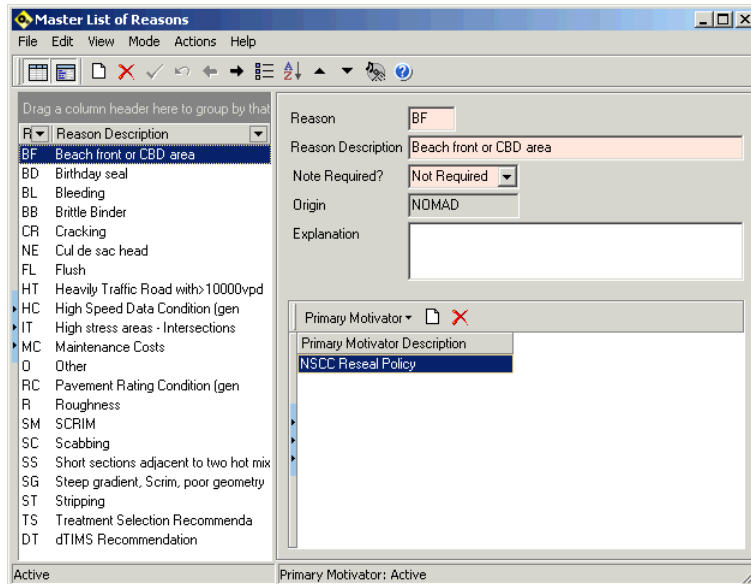 Master List of Reasons
File Edit View Mode Actions Help
Drag a column header here to group by that
R Reason Description
BF Beach front or CBD area
BD Birthday seal
BL Bleeding
BB Brittle Binder
CR Cracking
NE Cul de sac head
FL Flush
HT Heavily Traffic Road with>10000vpd
HC High Speed Data Condition (gen
IT High stress areas - Intersections
MC Maintenance Costs
O Other
RC Pavement Rating Condition (gen
R Roughness
SM SCRIM
SC Scabbing
SS Short sections adjacent to two hot mix
SG Steep gradient, Scrim, poor geometry
ST Stripping
TS Treatment Selection Recommenda
DT dTIMS Recommendation
Active
Reason BF
Reason Description Beach front or CBD area
Note Required? Not Required
Origin NOMAD
Explanation
Primary Motivator
Primary Motivator Description
NSCC Reseal Policy
Primary Motivator: Active